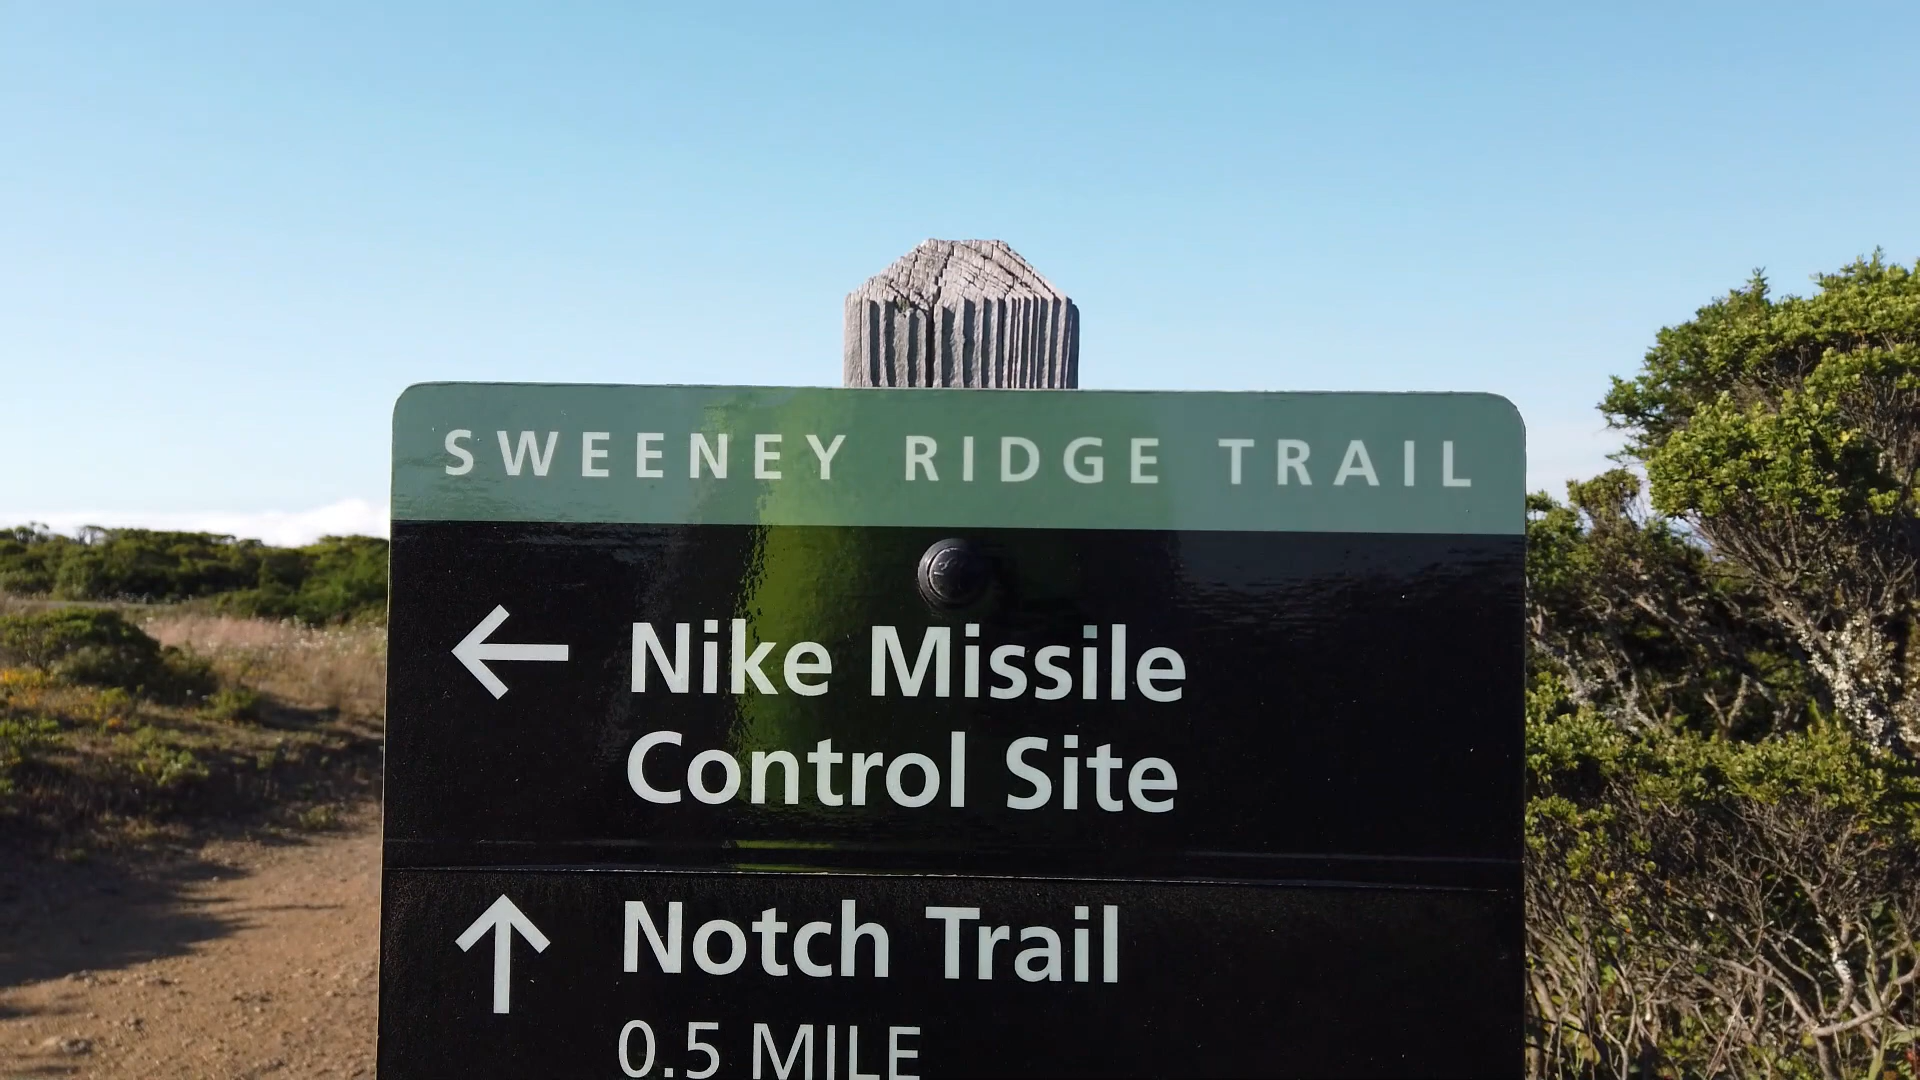 SWEENEY RIDGE TRAIL
← Nike Missile
Control Site
↑ Notch Trail
0.5 MILE